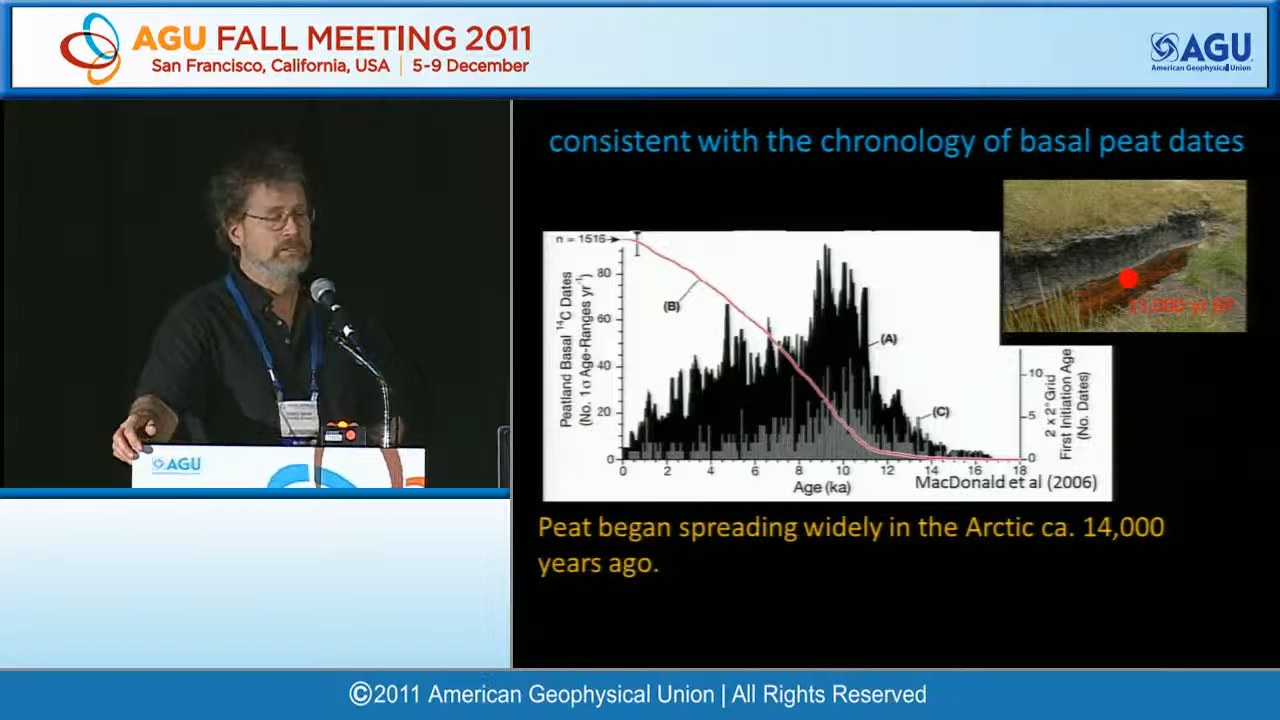 AGU FALL MEETING 2011
San Francisco, California, USA | 5-9 December
AGU
American Geophysical Union
consistent with the chronology of basal peat dates
15,000 yr BP
n = 1516
(B)
(A)
(C)
Peatland Basal ¹⁴C Dates
(No. 1 σ Age-Ranges yr⁻¹)
80
60
40
20
0
10
5
0
2 x 2° Grid
First Initiation Age
(No. Dates)
0 2 4 6 8 10 12 14 16 18
Age (ka)
MacDonald et al (2006)
Peat began spreading widely in the Arctic ca. 14,000
years ago.
AGU
©2011 American Geophysical Union | All Rights Reserved